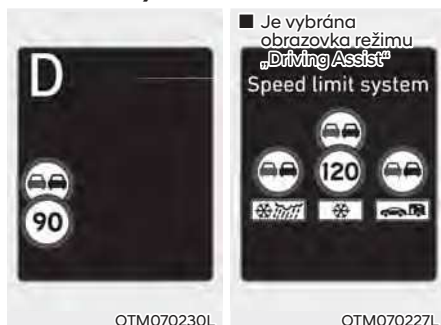 D
90
OTM070230L
■ Je vybrána
obrazovka režimu
„Driving Assist“
Speed limit system
120
OTM070227L